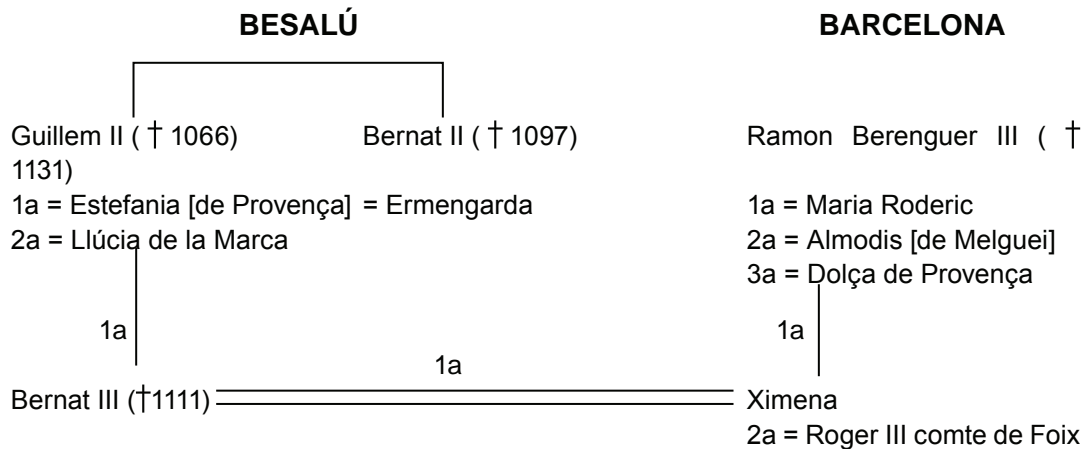 BESALÚ BARCELONA
Guillem II ( † 1066) Bernat II ( † 1097) Ramon Berenguer III ( †
1131)
1a = Estefania [de Provença] = Ermengarda 1a = Maria Roderic
2a = Llúcia de la Marca 2a = Almodis [de Melguei]
3a = Dolça de Provença
1a 1a
1a
Bernat III (†1111) Ximena
2a = Roger III comte de Foix